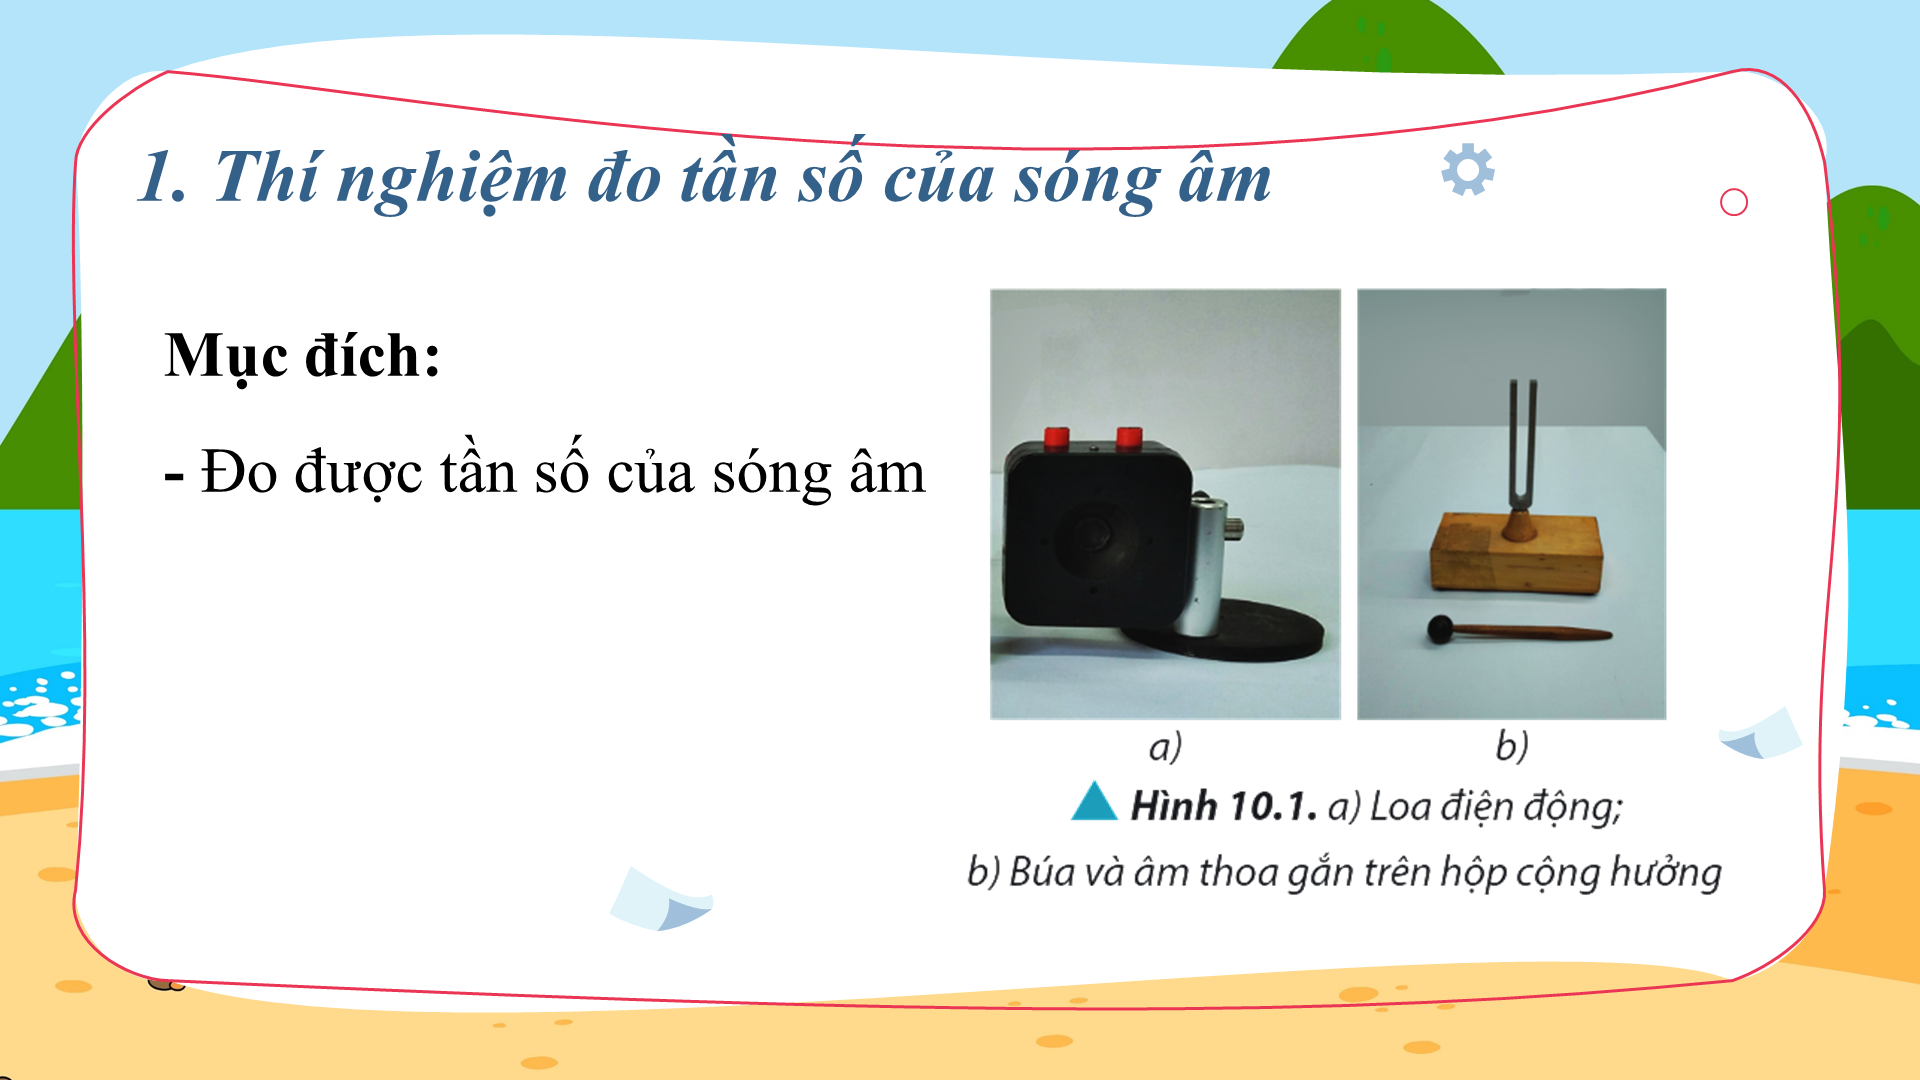 1. Thí nghiệm đo tần số của sóng âm
Mục đích:
- Đo được tần số của sóng âm
a)
b)
Hình 10.1. a) Loa điện động;
b) Búa và âm thoa gắn trên hộp cộng hưởng